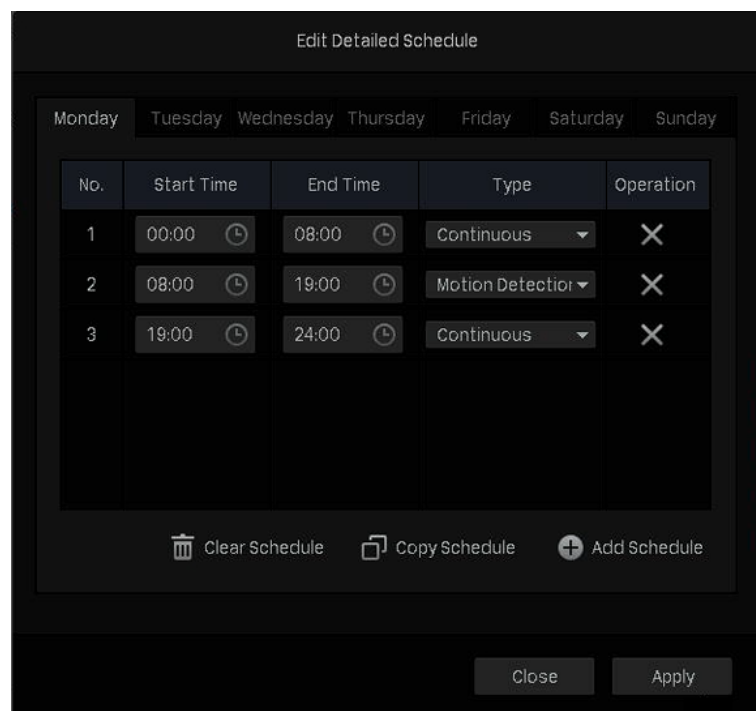 Edit Detailed Schedule
Monday Tuesday Wednesday Thursday Friday Saturday Sunday
No. Start Time End Time Type Operation
1 00:00 08:00 Continuous
2 08:00 19:00 Motion Detection
3 19:00 24:00 Continuous
Clear Schedule Copy Schedule Add Schedule
Close Apply